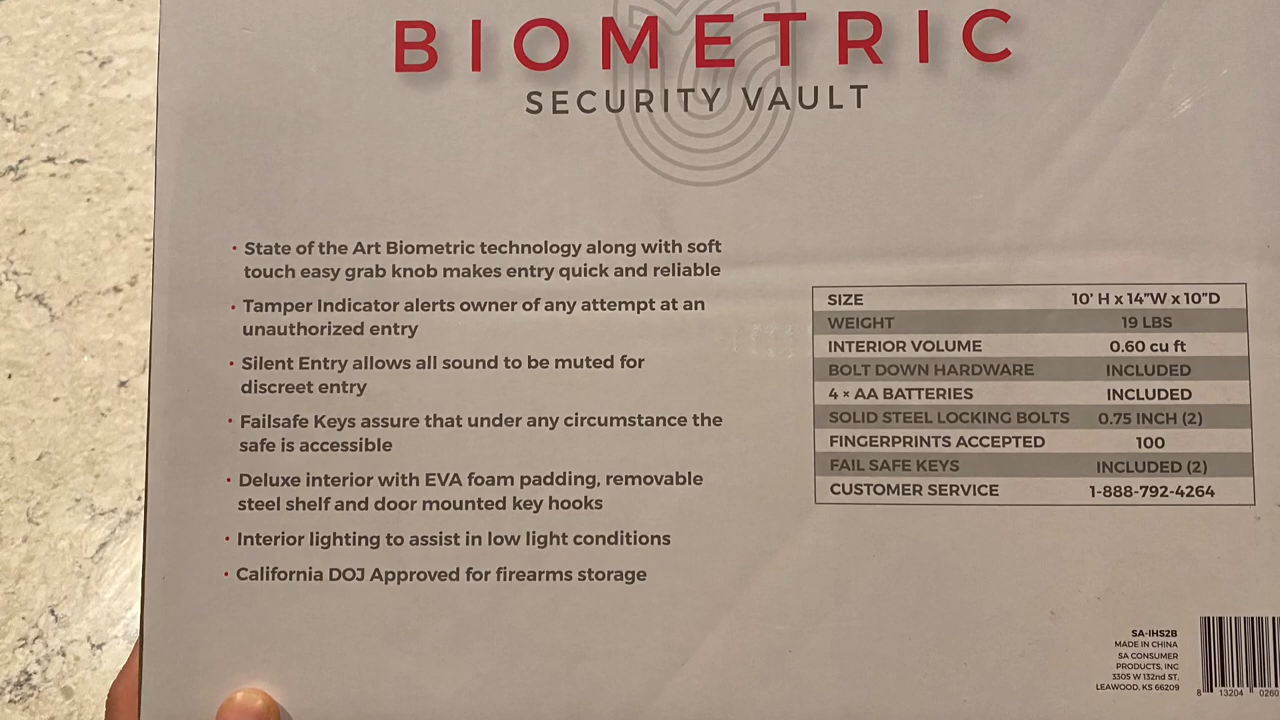 BIOMETRIC
SECURITY VAULT
• State of the Art Biometric technology along with soft
touch easy grab knob makes entry quick and reliable
• Tamper Indicator alerts owner of any attempt at an
unauthorized entry
• Silent Entry allows all sound to be muted for
discreet entry
• Failsafe Keys assure that under any circumstance the
safe is accessible
• Deluxe interior with EVA foam padding, removable
steel shelf and door mounted key hooks
• Interior lighting to assist in low light conditions
• California DOJ Approved for firearms storage
SIZE 10' H x 14"W x 10"D
WEIGHT 19 LBS
INTERIOR VOLUME 0.60 cu ft
BOLT DOWN HARDWARE INCLUDED
4 × AA BATTERIES INCLUDED
SOLID STEEL LOCKING BOLTS 0.75 INCH (2)
FINGERPRINTS ACCEPTED 100
FAIL SAFE KEYS INCLUDED (2)
CUSTOMER SERVICE 1-888-792-4264
SA-IHS2B
MADE IN CHINA
SA CONSUMER
PRODUCTS, INC
3305 W 132nd ST.
LEAWOOD, KS 66209
8 13204 0260